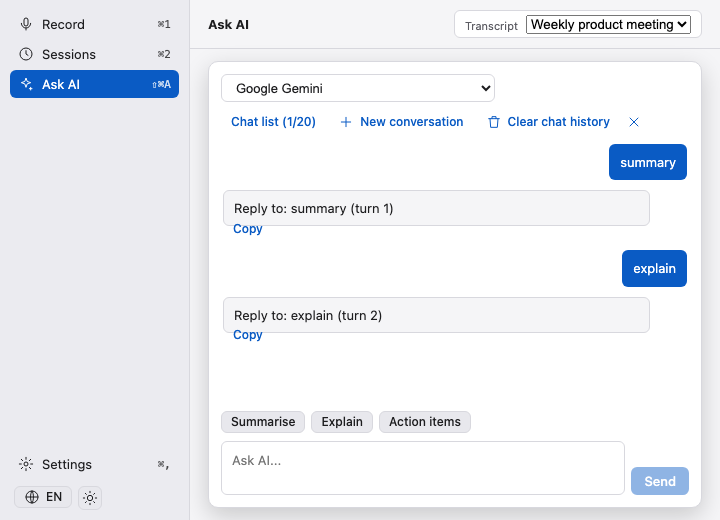 Record ⌘1
Sessions ⌘2
Ask AI ⇧⌘A
Settings ⌘,
EN
Ask AI
Transcript Weekly product meeting
Google Gemini
Chat list (1/20) New conversation Clear chat history
summary
Reply to: summary (turn 1)
Copy
explain
Reply to: explain (turn 2)
Copy
Summarise Explain Action items
Ask AI...
Send